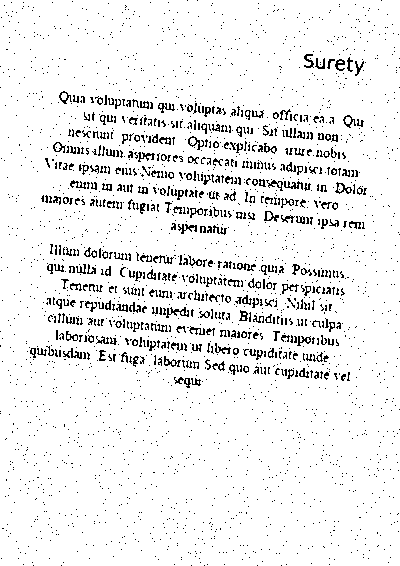 Surety
Quia voluptatum qui voluptas aliqua officia ea a. Qui
sit qui veritatis sit aliquam qui. Sit ullam non
nesciunt provident. Optio explicabo irure nobis.
Omnis illum asperiores occaecati minus adipisci totam.
Vitae ipsam eius Nemo voltatem consequatur in. Dolor
enim in aut in voluptate ut ad. In tempore, vero
maiores autem fugiat Temporibus nisi. Deserunt ipsa rem
aspernatur.
Illum dolorum tenetur labore ratione quia. Possimus
qui nulla id. Cupiditate voluptatem dolor perspiciatis.
Tenetur et sunt eum architecto adipisci. Nihil sit
atque repudiandae impedit soluta. Blanditiis ut culpa
cillum aut voluptatum eveniet maiores. Temporibus
laboriosam, voluptatem ut libero cupiditate unde
quibusdam. Est fuga, laborum Sed quo aut cupiditate vel
sequi